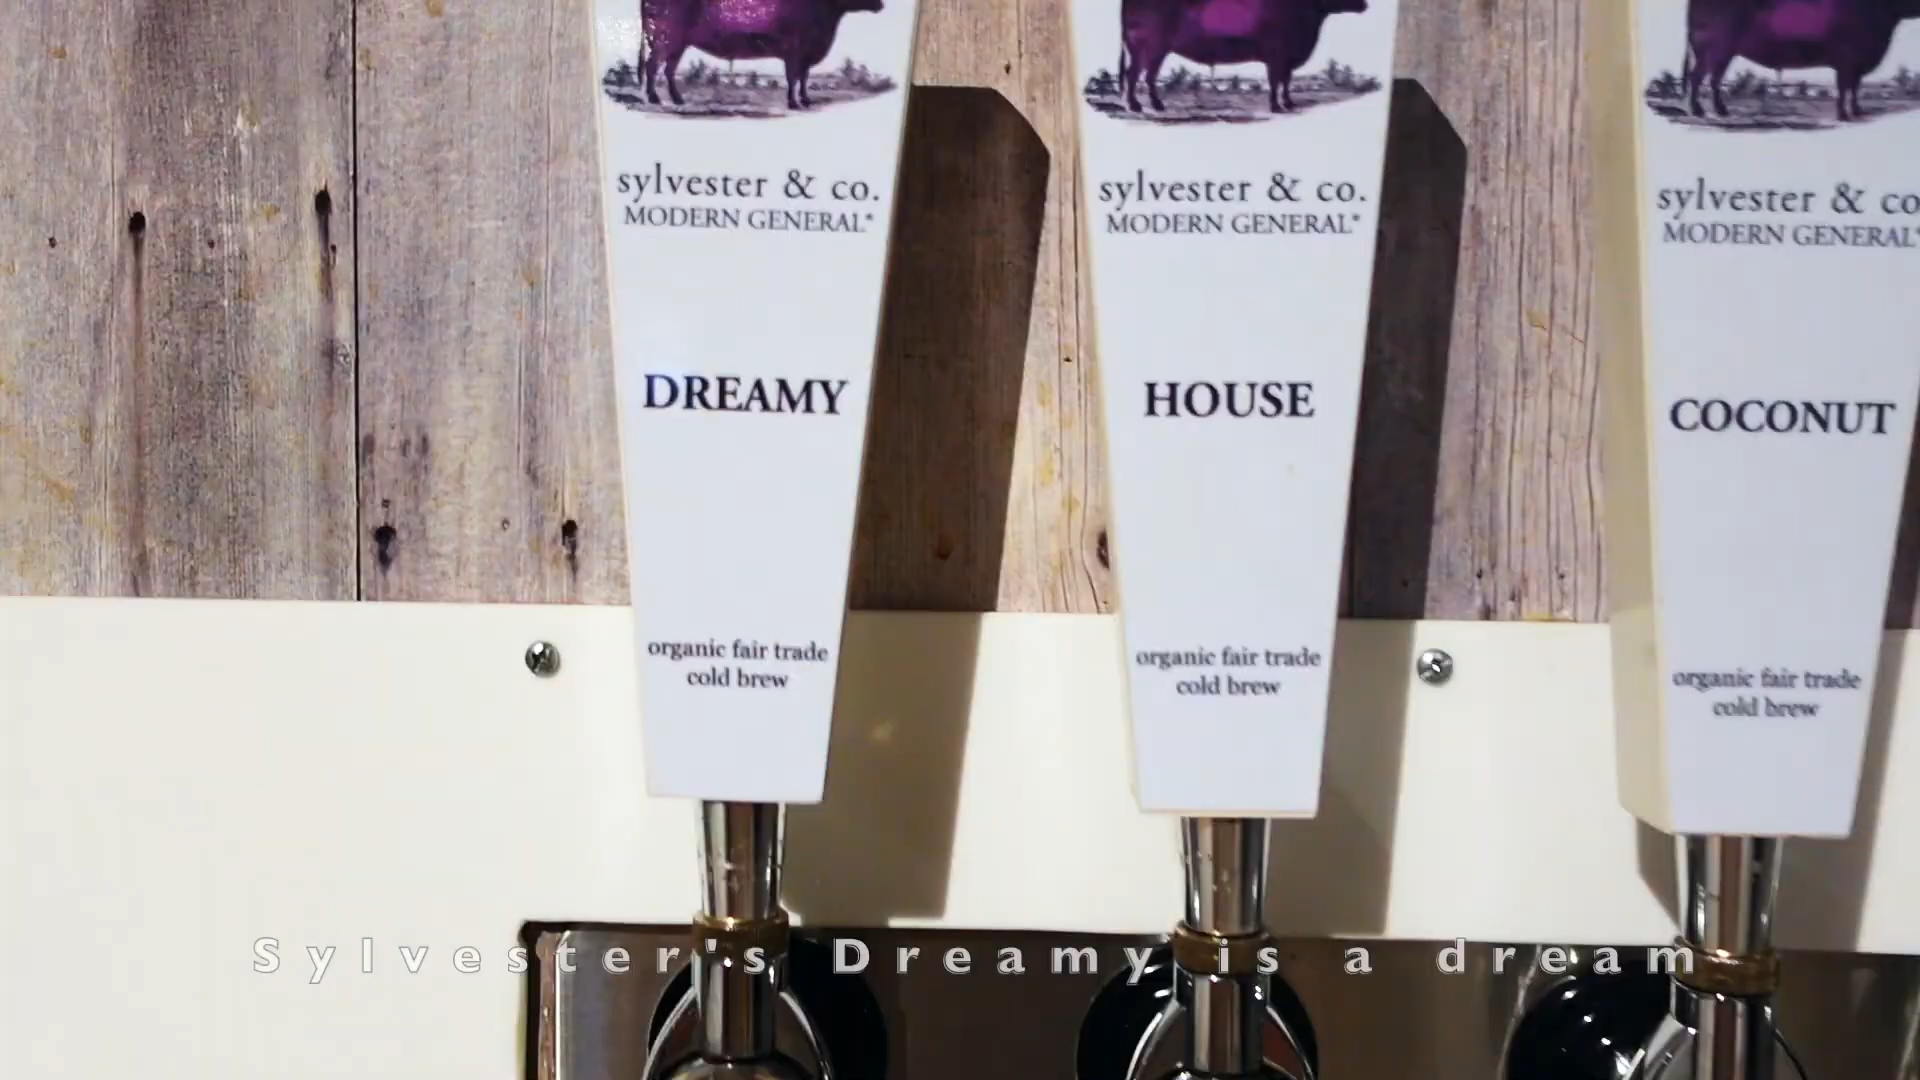 sylvester & co.
MODERN GENERAL*
DREAMY
organic fair trade
cold brew
sylvester & co.
MODERN GENERAL*
HOUSE
organic fair trade
cold brew
sylvester & co
MODERN GENERAL*
COCONUT
organic fair trade
cold brew
Sylvester's Dreamy is a dream